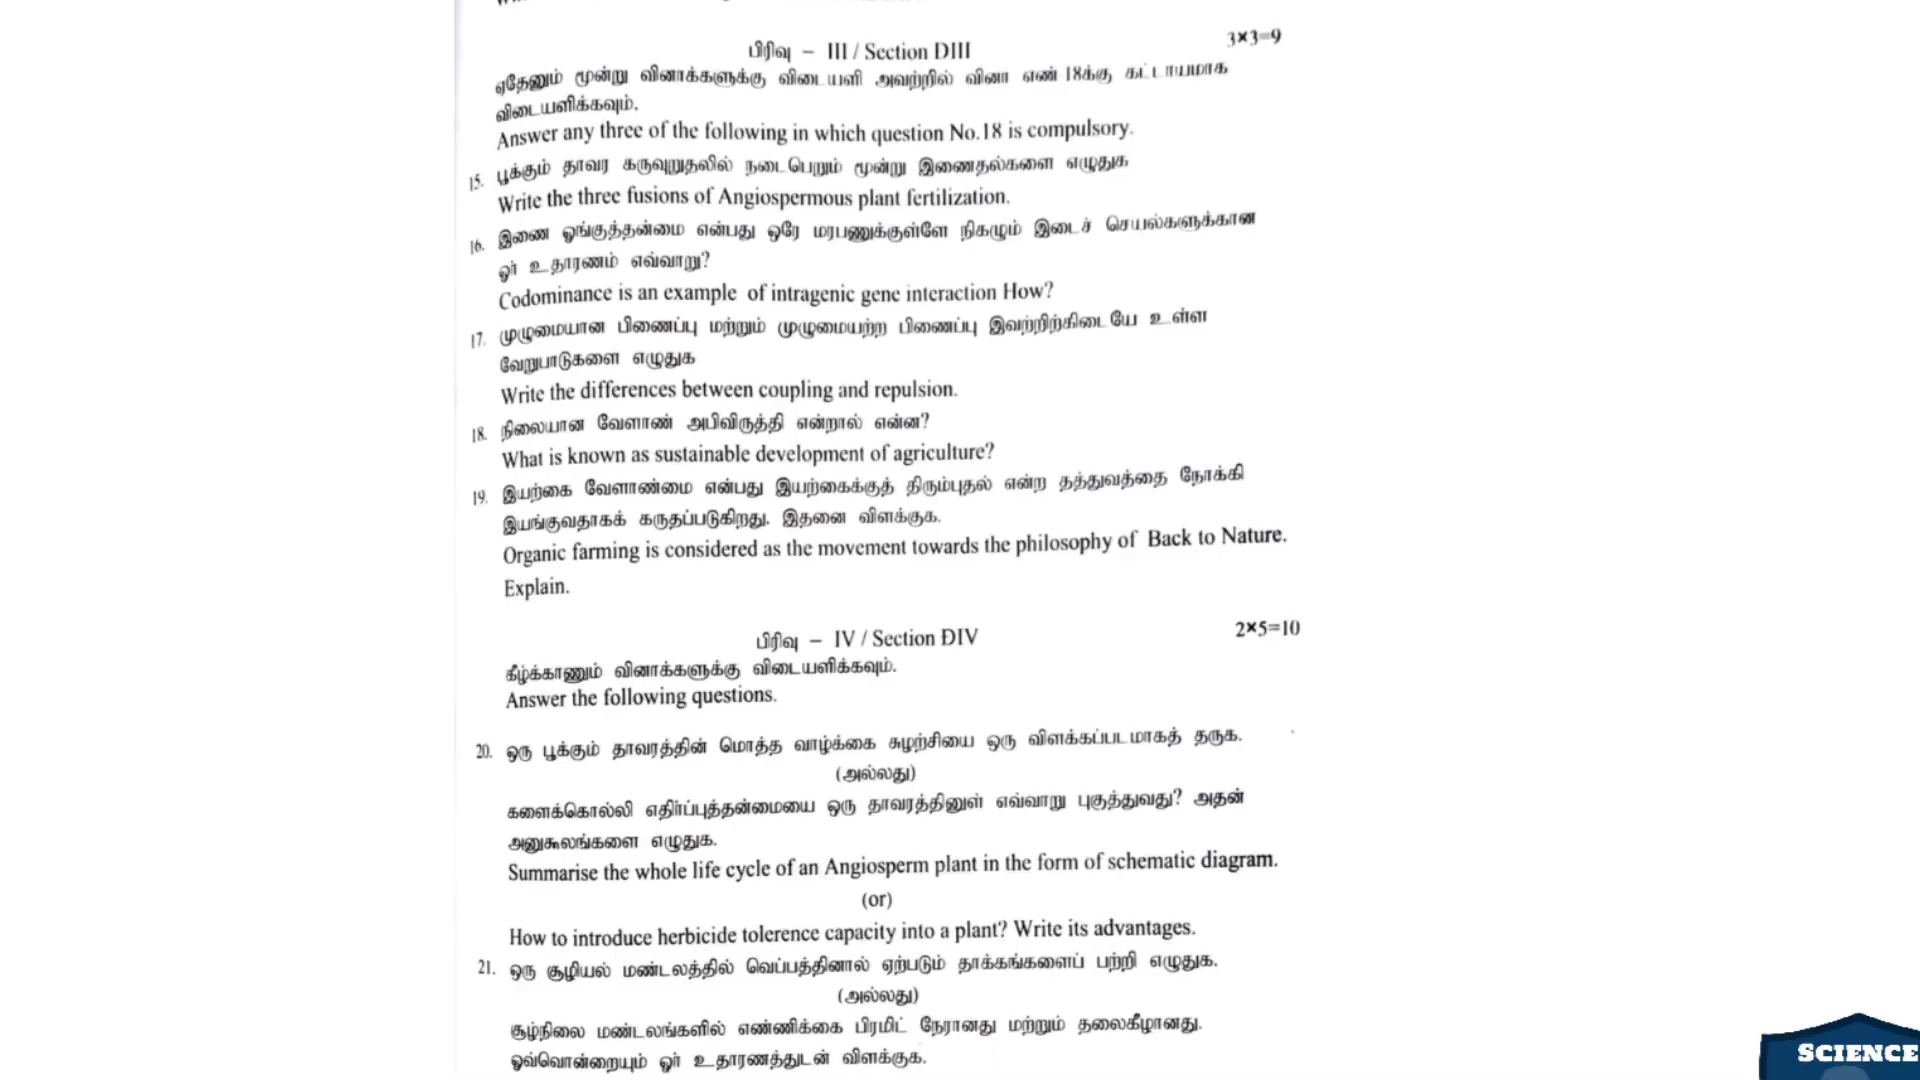 பிரிவு – III / Section DIII
3×3=9
ஏதேனும் மூன்று வினாக்களுக்கு விடையளி அவற்றில் வினா எண் 18க்கு கட்டாயமாக
விடையளிக்கவும்.
Answer any three of the following in which question No.18 is compulsory.
15. பூக்கும் தாவர கருவுறுதலில் நடைபெறும் மூன்று இணைதல்களை எழுதுக
Write the three fusions of Angiospermous plant fertilization.
16. இணை ஓங்குத்தன்மை என்பது ஒரே மரபணுக்குள்ளே நிகழும் இடைச் செயல்களுக்கான
ஓர் உதாரணம் எவ்வாறு?
Codominance is an example of intragenic gene interaction How?
17. முழுமையான பிணைப்பு மற்றும் முழுமையற்ற பிணைப்பு இவற்றிற்கிடையே உள்ள
வேறுபாடுகளை எழுதுக
Write the differences between coupling and repulsion.
18. நிலையான வேளாண் அபிவிருத்தி என்றால் என்ன?
What is known as sustainable development of agriculture?
19. இயற்கை வேளாண்மை என்பது இயற்கைக்குத் திரும்புதல் என்ற தத்துவத்தை நோக்கி
இயங்குவதாகக் கருதப்படுகிறது. இதனை விளக்குக.
Organic farming is considered as the movement towards the philosophy of Back to Nature.
Explain.
பிரிவு – IV / Section ĐIV
2×5=10
கீழ்க்காணும் வினாக்களுக்கு விடையளிக்கவும்.
Answer the following questions.
20. ஒரு பூக்கும் தாவரத்தின் மொத்த வாழ்க்கை சுழற்சியை ஒரு விளக்கப்படமாகத் தருக.
(அல்லது)
களைக்கொல்லி எதிர்ப்புத்தன்மையை ஒரு தாவரத்தினுள் எவ்வாறு புகுத்துவது? அதன்
அனுகூலங்களை எழுதுக.
Summarise the whole life cycle of an Angiosperm plant in the form of schematic diagram.
(or)
How to introduce herbicide tolerence capacity into a plant? Write its advantages.
21. ஒரு சூழியல் மண்டலத்தில் வெப்பத்தினால் ஏற்படும் தாக்கங்களைப் பற்றி எழுதுக.
(அல்லது)
சூழ்நிலை மண்டலங்களில் எண்ணிக்கை பிரமிட் நேரானது மற்றும் தலைகீழானது.
ஒவ்வொன்றையும் ஓர் உதாரணத்துடன் விளக்குக.
SCIENCE